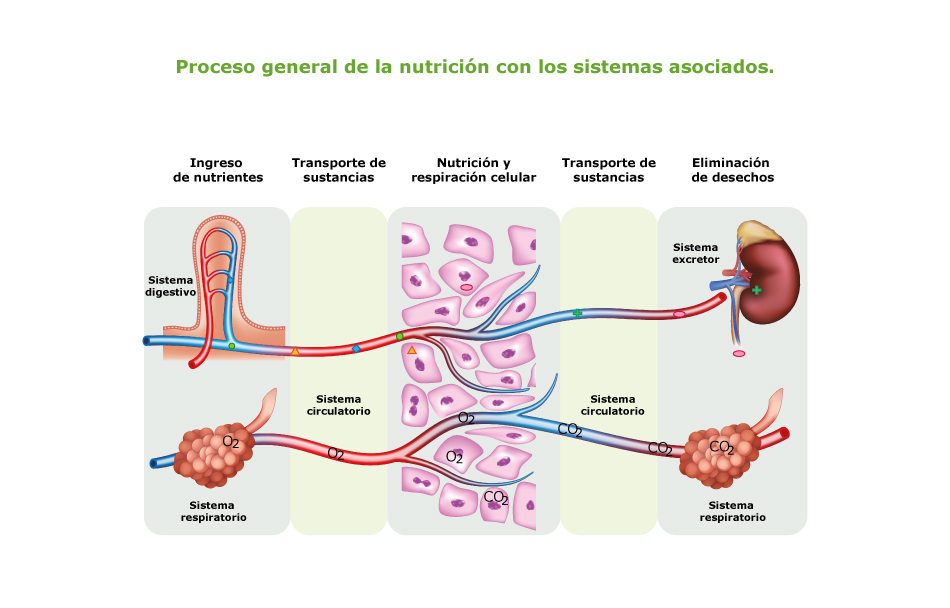 Proceso general de la nutrición con los sistemas asociados.
Ingreso
de nutrientes
Transporte de
sustancias
Nutrición y
respiración celular
Transporte de
sustancias
Eliminación
de desechos
Sistema
digestivo
Sistema
excretor
Sistema
circulatorio
Sistema
circulatorio
O2
O2
O2
O2
CO2
CO2
CO2
CO2
Sistema
respiratorio
Sistema
respiratorio